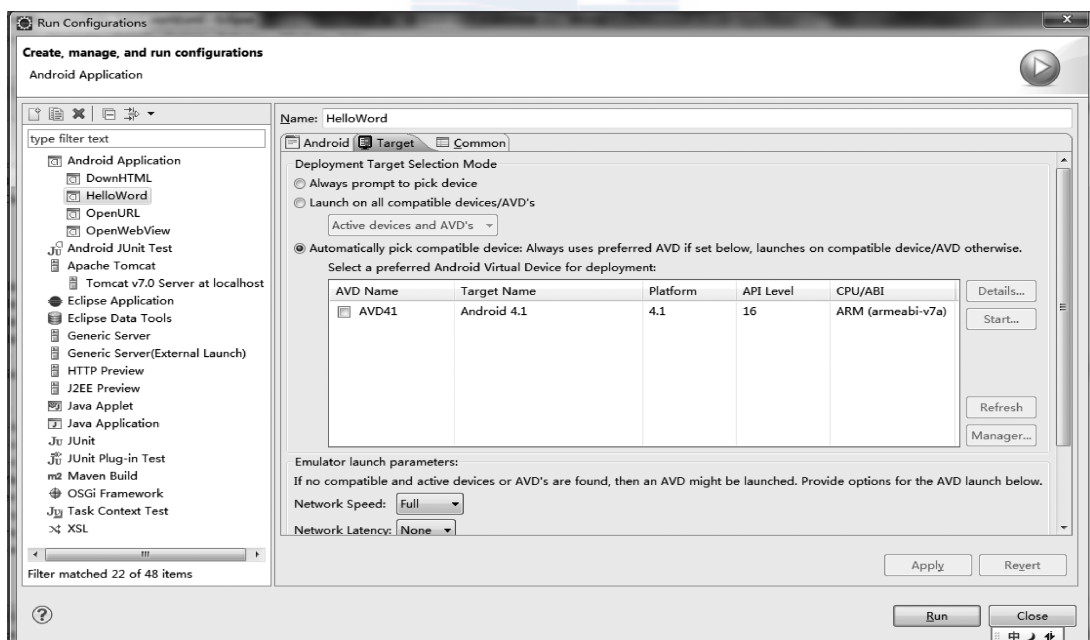 Run Configurations
Create, manage, and run configurations
Android Application
type filter text
Android Application
DownHTML
HelloWord
OpenURL
OpenWebView
Android JUnit Test
Apache Tomcat
Tomcat v7.0 Server at localhost
Eclipse Application
Eclipse Data Tools
Generic Server
Generic Server(External Launch)
HTTP Preview
J2EE Preview
Java Applet
Java Application
JUnit
JUnit Plug-in Test
Maven Build
OSGi Framework
Task Context Test
XSL
Filter matched 22 of 48 items
Name: HelloWord
Android Target Common
Deployment Target Selection Mode
Always prompt to pick device
Launch on all compatible devices/AVD's
Active devices and AVD's
Automatically pick compatible device: Always uses preferred AVD if set below, launches on compatible device/AVD otherwise.
Select a preferred Android Virtual Device for deployment:
AVD Name Target Name Platform API Level CPU/ABI
AVD41 Android 4.1 4.1 16 ARM (armeabi-v7a)
Details...
Start...
Refresh
Manager...
Emulator launch parameters:
If no compatible and active devices or AVD's are found, then an AVD might be launched. Provide options for the AVD launch below.
Network Speed: Full
Network Latency: None
Apply Revert
Run Close
中